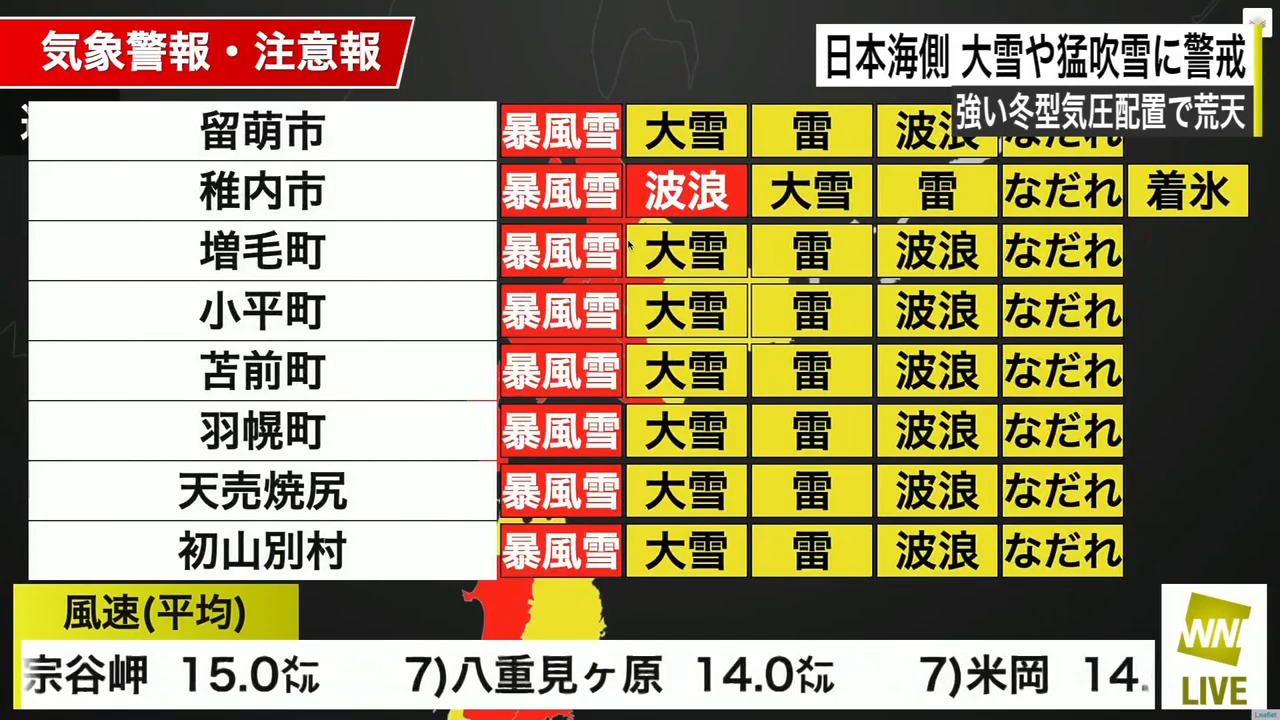 気象警報・注意報
日本海側 大雪や猛吹雪に警戒
強い冬型気圧配置で荒天
留萌市 暴風雪 大雪 雷 波浪 なだれ
稚内市 暴風雪 波浪 大雪 雷 なだれ 着氷
増毛町 暴風雪 大雪 雷 波浪 なだれ
小平町 暴風雪 大雪 雷 波浪 なだれ
苫前町 暴風雪 大雪 雷 波浪 なだれ
羽幌町 暴風雪 大雪 雷 波浪 なだれ
天売焼尻 暴風雪 大雪 雷 波浪 なだれ
初山別村 暴風雪 大雪 雷 波浪 なだれ
風速(平均)
宗谷岬 15.0メートル 7)八重見ヶ原 14.0メートル 7)米岡 14.
WNI
LIVE
Leaflet